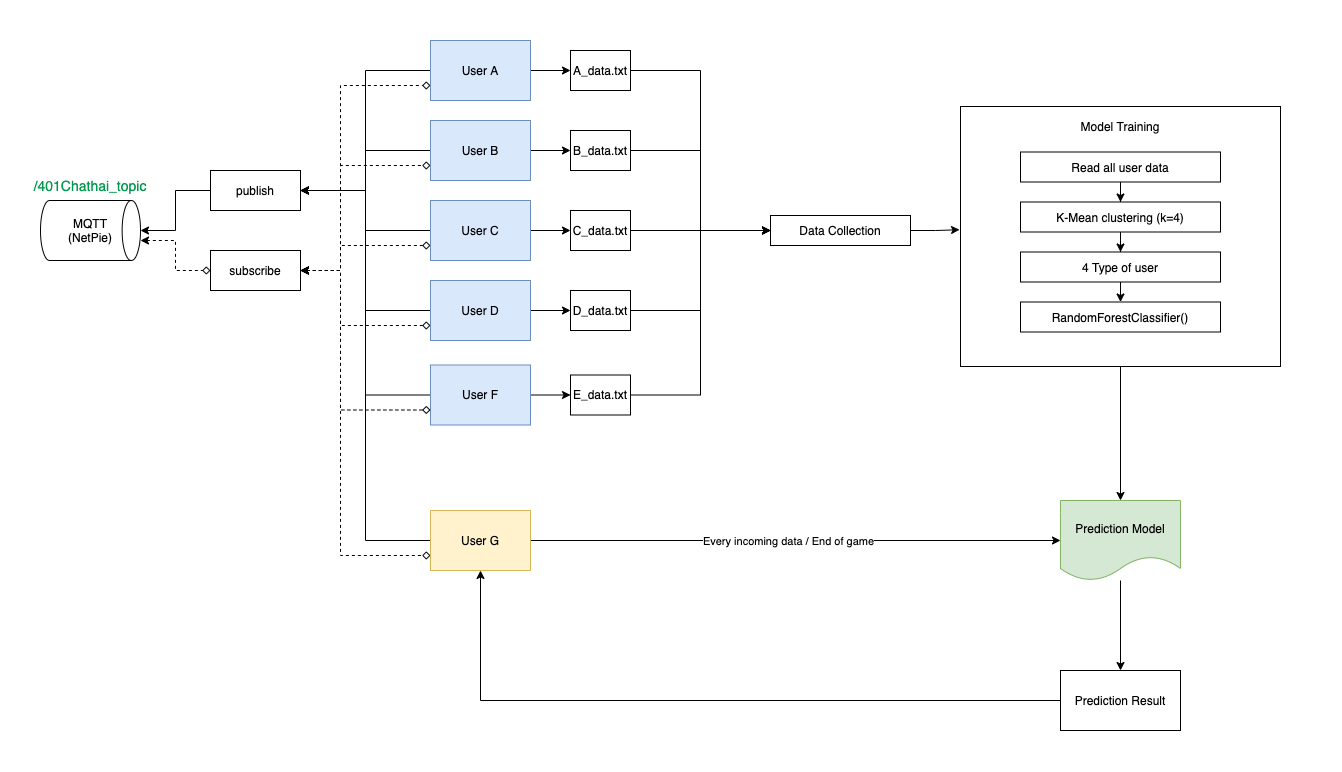 /401Chathai_topic
MQTT
(NetPie)
publish
subscribe
User A
A_data.txt
User B
B_data.txt
User C
C_data.txt
User D
D_data.txt
User F
E_data.txt
Data Collection
Model Training
Read all user data
K-Mean clustering (k=4)
4 Type of user
RandomForestClassifier()
User G
Every incoming data / End of game
Prediction Model
Prediction Result